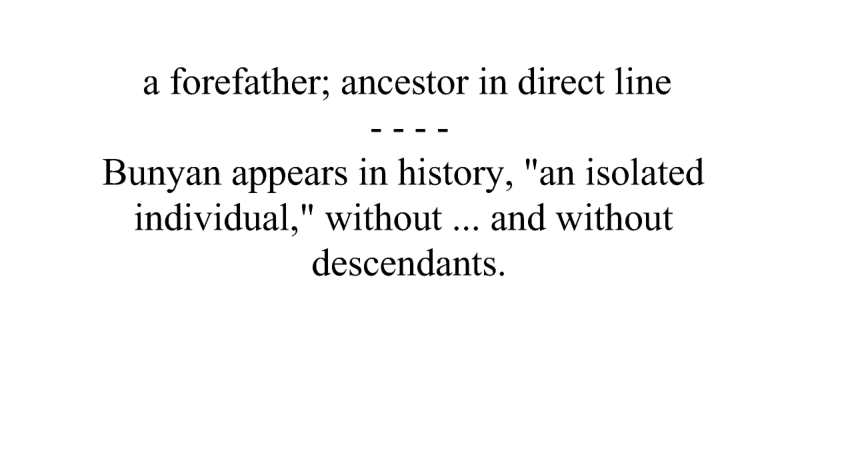 a forefather; ancestor in direct line
- - - -
Bunyan appears in history, "an isolated
individual," without ... and without
descendants.